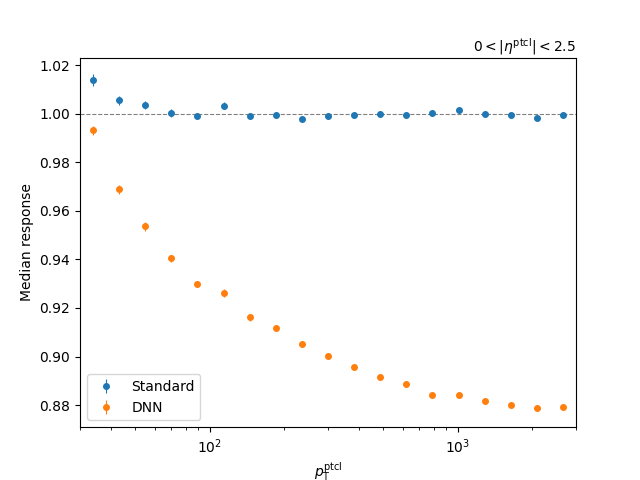 0 < |η^ptcl| < 2.5
1.02
1.00
0.98
0.96
0.94
0.92
0.90
0.88
Median response
Standard
DNN
10^2
10^3
p_T^ptcl